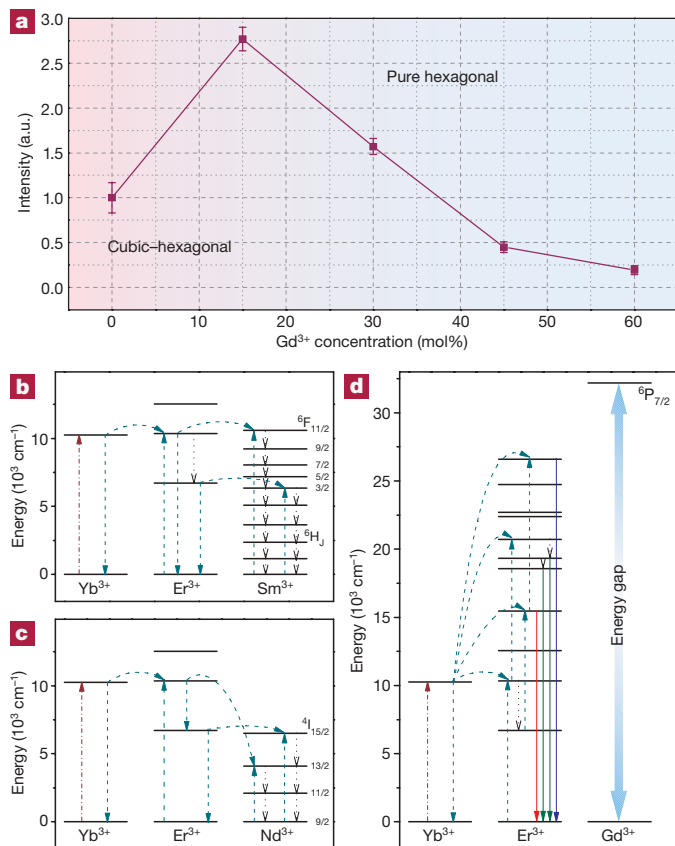 a
3.0
2.5
2.0
1.5
1.0
0.5
0.0
Intensity (a.u.)
Pure hexagonal
Cubic–hexagonal
0 10 20 30 40 50 60
Gd³⁺ concentration (mol%)
b
10
5
0
Energy (10³ cm⁻¹)
⁶F₁₁/₂
9/2
7/2
5/2
3/2
⁶H_J
Yb³⁺ Er³⁺ Sm³⁺
c
10
5
0
Energy (10³ cm⁻¹)
⁴I₁₅/₂
13/2
11/2
9/2
Yb³⁺ Er³⁺ Nd³⁺
d
30
25
20
15
10
5
0
Energy (10³ cm⁻¹)
⁶P₇/₂
Energy gap
Yb³⁺ Er³⁺ Gd³⁺